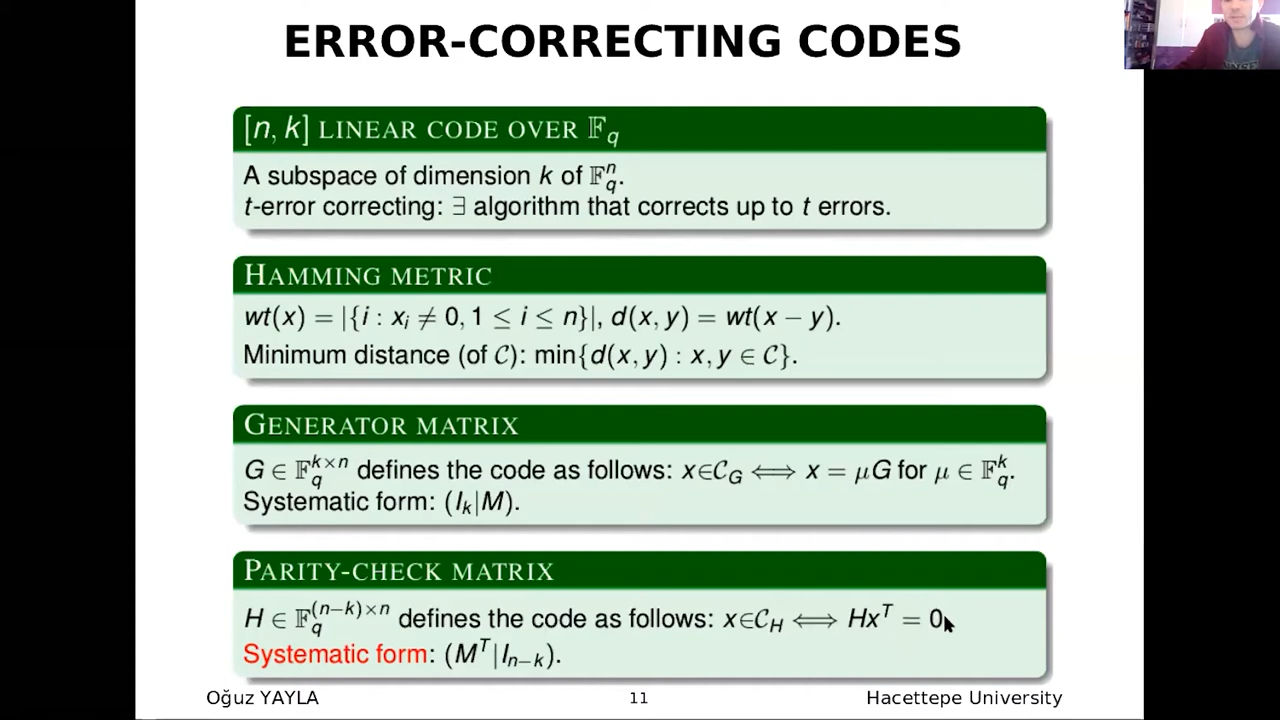 ERROR-CORRECTING CODES
[n, k] LINEAR CODE OVER 𝔽_q
A subspace of dimension k of 𝔽_q^n.
t-error correcting: ∃ algorithm that corrects up to t errors.
HAMMING METRIC
wt(x) = |{i : x_i ≠ 0, 1 ≤ i ≤ n}|, d(x, y) = wt(x − y).
Minimum distance (of 𝒞): min{d(x, y) : x, y ∈ 𝒞}.
GENERATOR MATRIX
G ∈ 𝔽_q^{k×n} defines the code as follows: x∈𝒞_G ⟺ x = μG for μ ∈ 𝔽_q^k.
Systematic form: (I_k|M).
PARITY-CHECK MATRIX
H ∈ 𝔽_q^{(n−k)×n} defines the code as follows: x∈𝒞_H ⟺ Hx^T = 0
Systematic form: (M^T|I_{n−k}).
Oğuz YAYLA
11
Hacettepe University